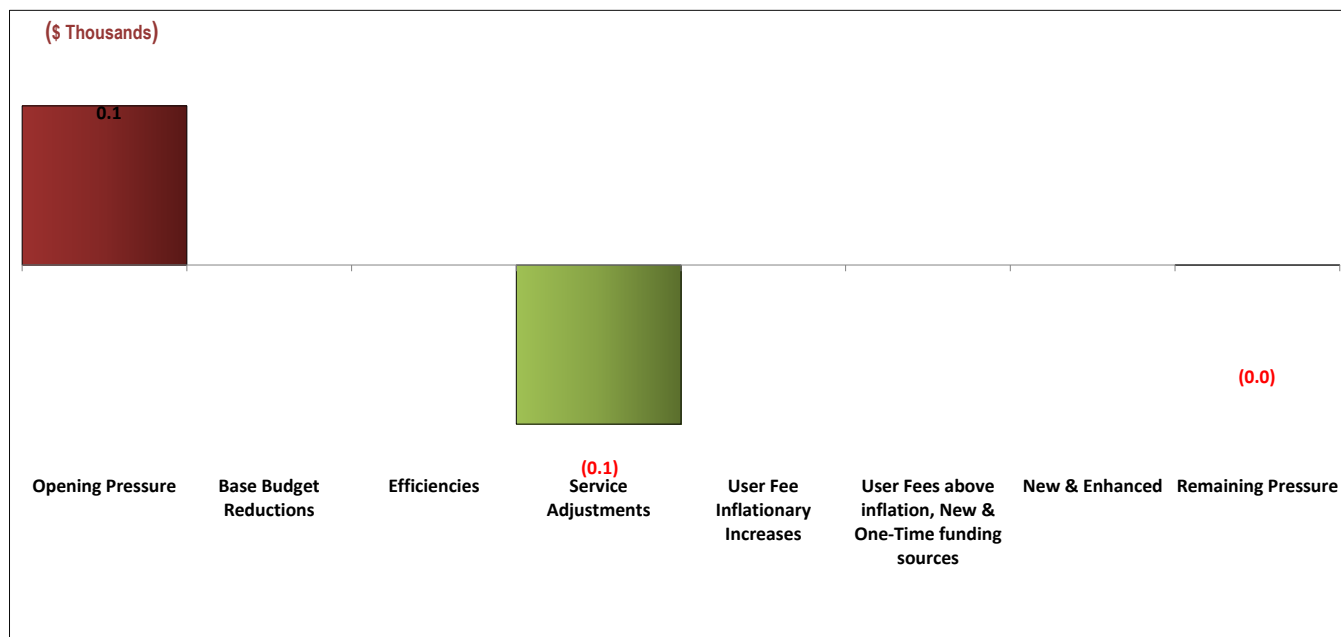 ($ Thousands)
0.1
(0.0)
(0.1)
Opening Pressure
Base Budget
Reductions
Efficiencies
Service
Adjustments
User Fee
Inflationary
Increases
User Fees above
inflation, New &
One-Time funding
sources
New & Enhanced
Remaining Pressure